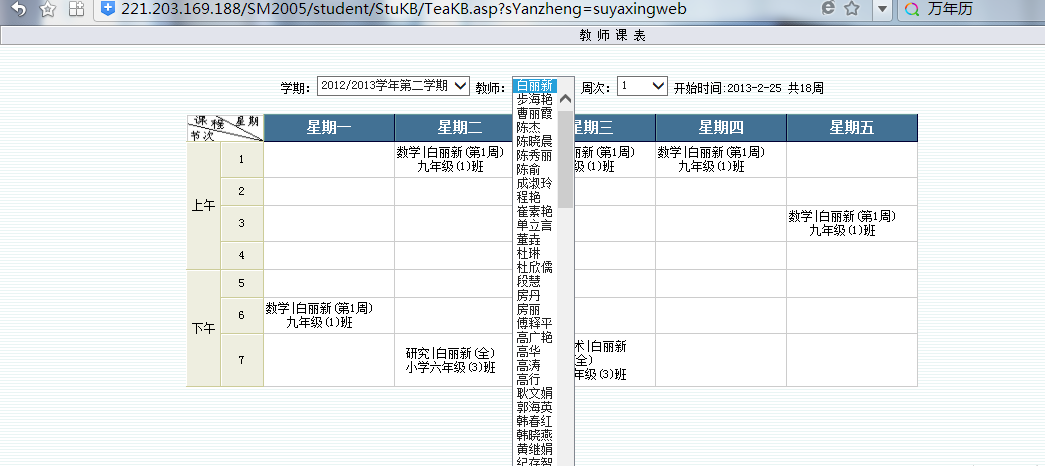 221.203.169.188/SM2005/student/StuKB/TeaKB.asp?sYanzheng=suyaxingweb
万年历
教 师 课 表
学期: 2012/2013学年第二学期 教师: 白丽新 周次: 1 开始时间:2013-2-25 共18周
步海艳
曹丽霞
陈杰
陈晓晨
陈秀丽
陈俞
成淑玲
程艳
崔素艳
单立言
董垚
杜琳
杜欣儒
段慧
房丹
房丽
傅释平
高广艳
高华
高涛
高行
耿文娟
郭海英
韩春红
韩晓燕
黄继娟
纪存智
课程 星期
节次
星期一 星期二 期三 星期四 星期五
上午
1
数学|白丽新(第1周)
九年级(1)班
丽新(第1周)
级(1)班
数学|白丽新(第1周)
九年级(1)班
2
3
数学|白丽新(第1周)
九年级(1)班
4
下午
5
6
数学|白丽新(第1周)
九年级(1)班
7
研究|白丽新(全)
小学六年级(3)班
术|白丽新
(全)
年级(3)班